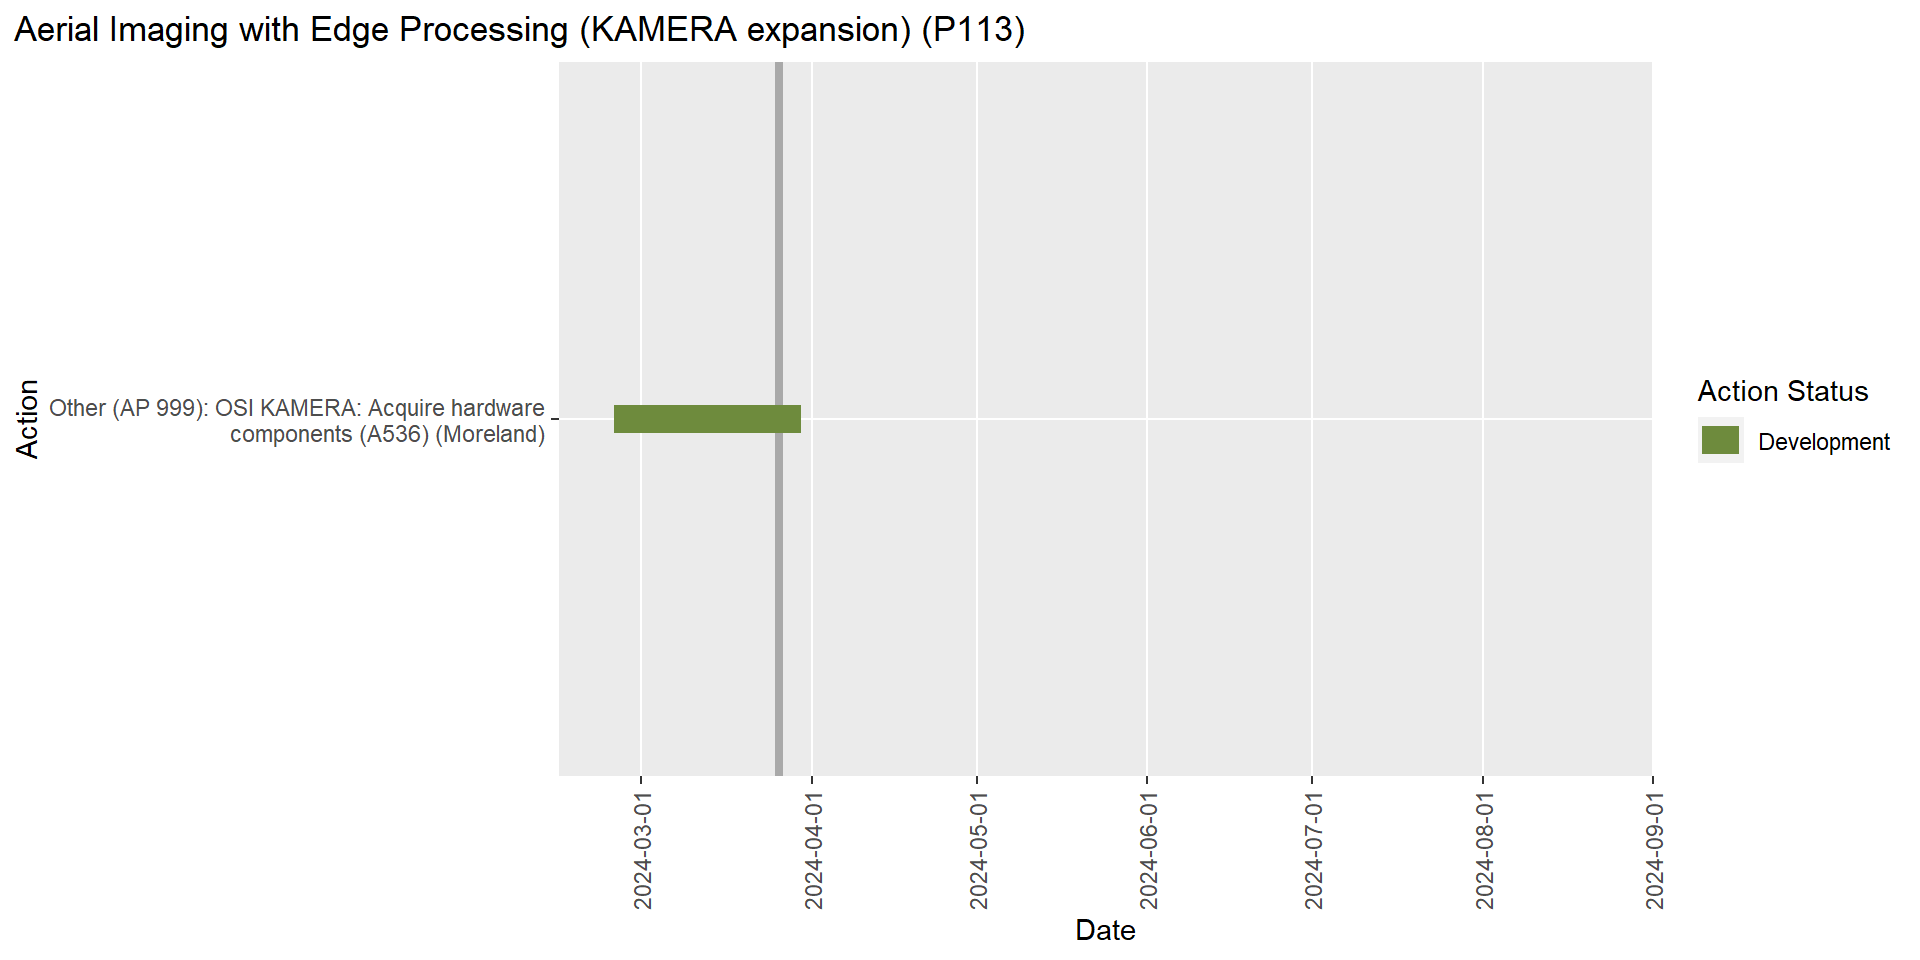 Aerial Imaging with Edge Processing (KAMERA expansion) (P113)
Action
Other (AP 999): OSI KAMERA: Acquire hardware
components (A536) (Moreland)
Action Status
Development
2024-03-01
2024-04-01
2024-05-01
2024-06-01
2024-07-01
2024-08-01
2024-09-01
Date